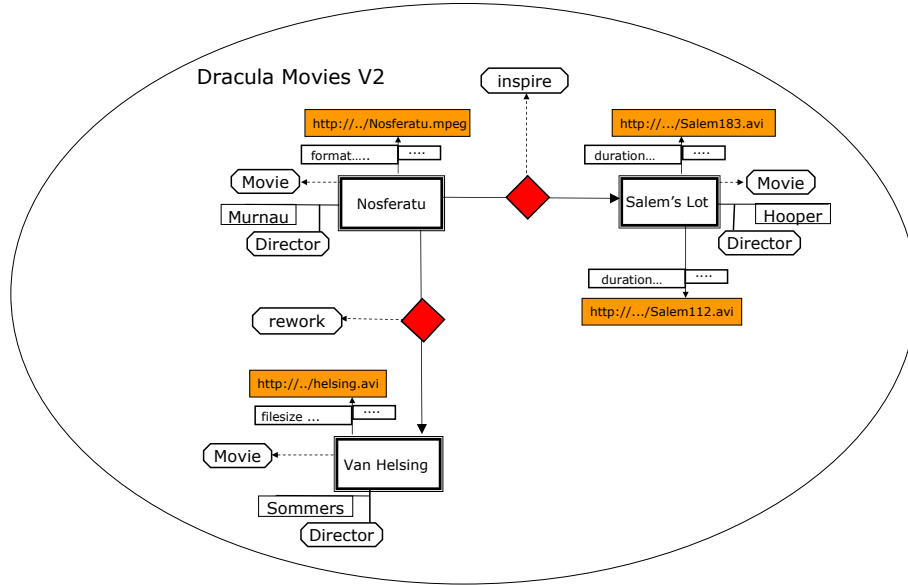 Dracula Movies V2
inspire
http://../Nosferatu.mpeg
http://.../Salem183.avi
format.....
....
duration...
....
Movie
Nosferatu
Salem's Lot
Movie
Murnau
Hooper
Director
Director
duration...
....
http://.../Salem112.avi
rework
http://../helsing.avi
filesize ...
....
Movie
Van Helsing
Sommers
Director